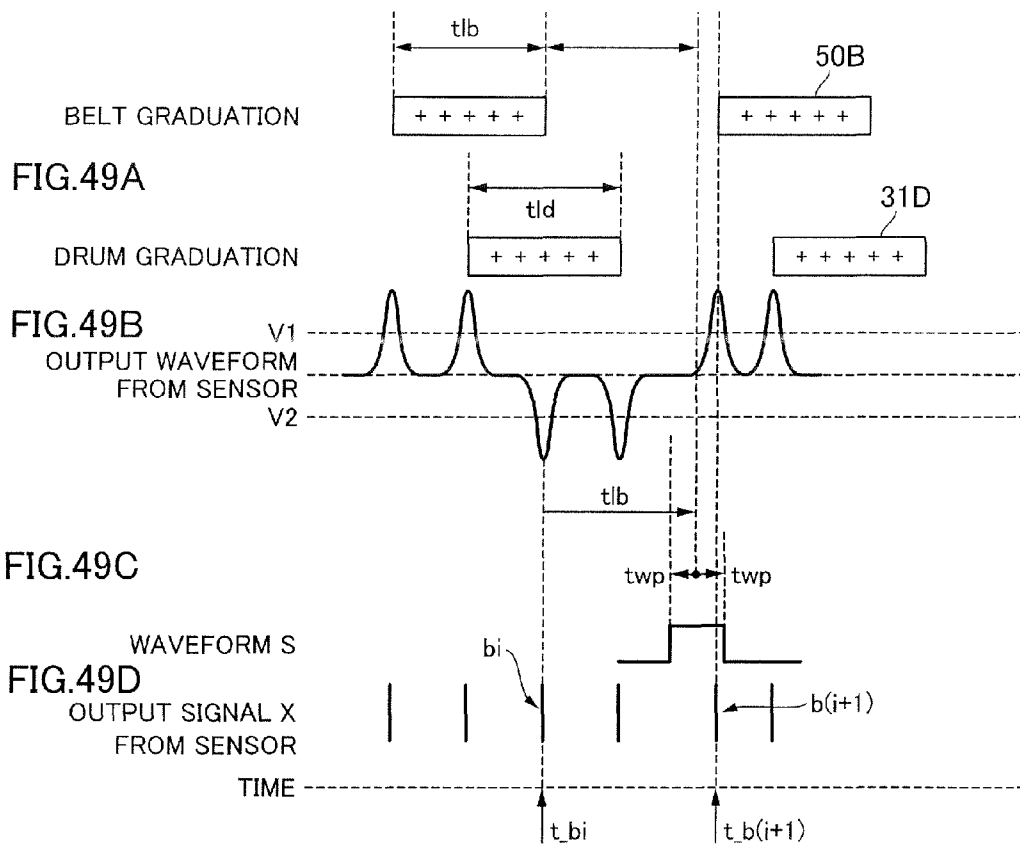 tlb
50B
BELT GRADUATION
+ + + + +
+ + + + +
FIG.49A
tld
31D
DRUM GRADUATION
+ + + + +
+ + + + +
FIG.49B
V1
OUTPUT WAVEFORM
FROM SENSOR
V2
tlb
FIG.49C
twp
twp
WAVEFORM S
bi
FIG.49D
b(i+1)
OUTPUT SIGNAL X
FROM SENSOR
TIME
t_bi
t_b(i+1)